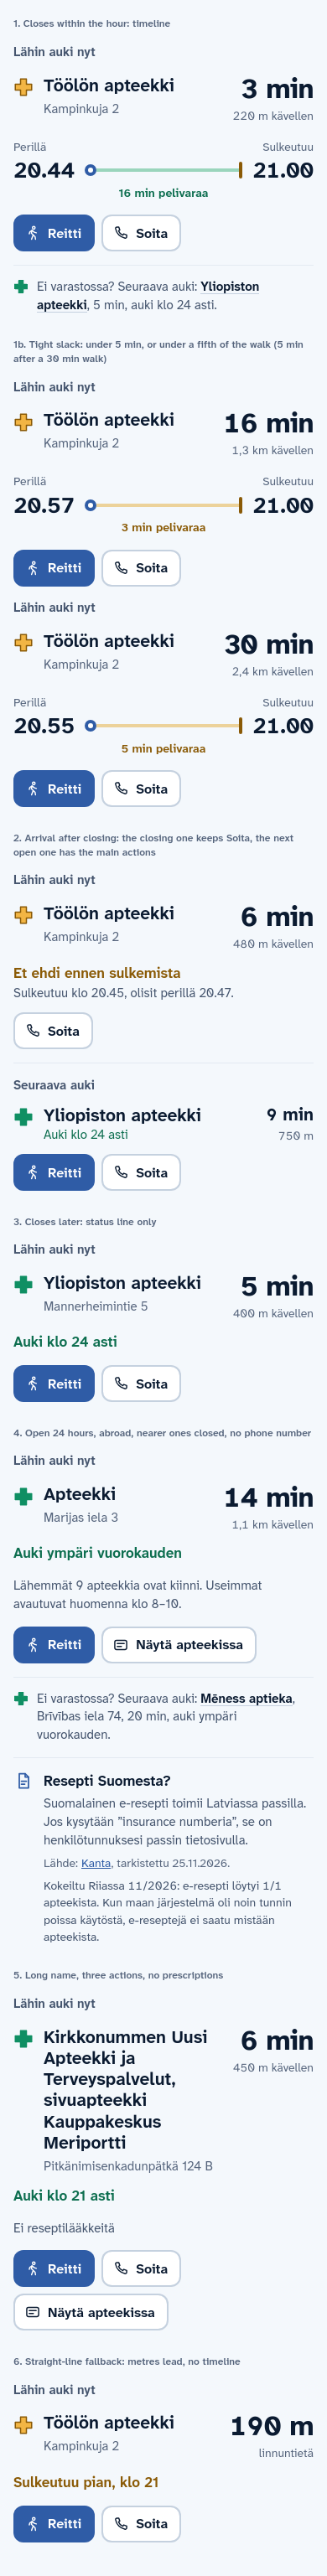 1. Closes within the hour: timeline
Lähin auki nyt
Töölön apteekki
3 min
Kampinkuja 2
220 m kävellen
Perillä
Sulkeutuu
20.44
21.00
16 min pelivaraa
Reitti
Soita
Ei varastossa? Seuraava auki: Yliopiston
apteekki, 5 min, auki klo 24 asti.
1b. Tight slack: under 5 min, or under a fifth of the walk (5 min
after a 30 min walk)
Lähin auki nyt
Töölön apteekki
16 min
Kampinkuja 2
1,3 km kävellen
Perillä
Sulkeutuu
20.57
21.00
3 min pelivaraa
Reitti
Soita
Lähin auki nyt
Töölön apteekki
30 min
Kampinkuja 2
2,4 km kävellen
Perillä
Sulkeutuu
20.55
21.00
5 min pelivaraa
Reitti
Soita
2. Arrival after closing: the closing one keeps Soita, the next
open one has the main actions
Lähin auki nyt
Töölön apteekki
6 min
Kampinkuja 2
480 m kävellen
Et ehdi ennen sulkemista
Sulkeutuu klo 20.45, olisit perillä 20.47.
Soita
Seuraava auki
Yliopiston apteekki
9 min
Auki klo 24 asti
750 m
Reitti
Soita
3. Closes later: status line only
Lähin auki nyt
Yliopiston apteekki
5 min
Mannerheimintie 5
400 m kävellen
Auki klo 24 asti
Reitti
Soita
4. Open 24 hours, abroad, nearer ones closed, no phone number
Lähin auki nyt
Apteekki
14 min
Marijas iela 3
1,1 km kävellen
Auki ympäri vuorokauden
Lähemmät 9 apteekkia ovat kiinni. Useimmat
avautuvat huomenna klo 8–10.
Reitti
Näytä apteekissa
Ei varastossa? Seuraava auki: Mēness aptieka,
Brīvības iela 74, 20 min, auki ympäri
vuorokauden.
Resepti Suomesta?
Suomalainen e-resepti toimii Latviassa passilla.
Jos kysytään ”insurance numberia”, se on
henkilötunnuksesi passin tietosivulla.
Lähde: Kanta, tarkistettu 25.11.2026.
Kokeiltu Riiassa 11/2026: e-resepti löytyi 1/1
apteekista. Kun maan järjestelmä oli noin tunnin
poissa käytöstä, e-reseptejä ei saatu mistään
apteekista.
5. Long name, three actions, no prescriptions
Lähin auki nyt
Kirkkonummen Uusi
Apteekki ja
Terveyspalvelut,
sivuapteekki
Kauppakeskus
Meriportti
6 min
450 m kävellen
Pitkänimisenkadunpätkä 124 B
Auki klo 21 asti
Ei reseptilääkkeitä
Reitti
Soita
Näytä apteekissa
6. Straight-line fallback: metres lead, no timeline
Lähin auki nyt
Töölön apteekki
190 m
Kampinkuja 2
linnuntietä
Sulkeutuu pian, klo 21
Reitti
Soita